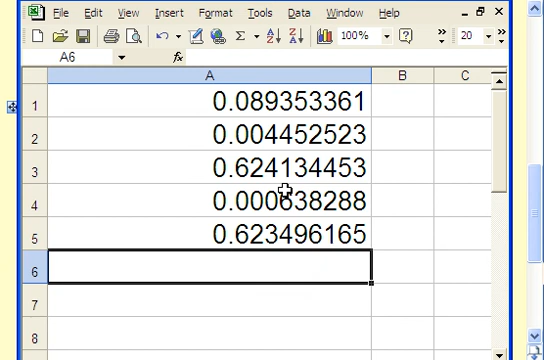 File Edit View Insert Format Tools Data Window Help
Σ 100% ? 20
A6 fx
A B C
1 0.089353361
2 0.004452523
3 0.624134453
4 0.000638288
5 0.623496165
6
7
8